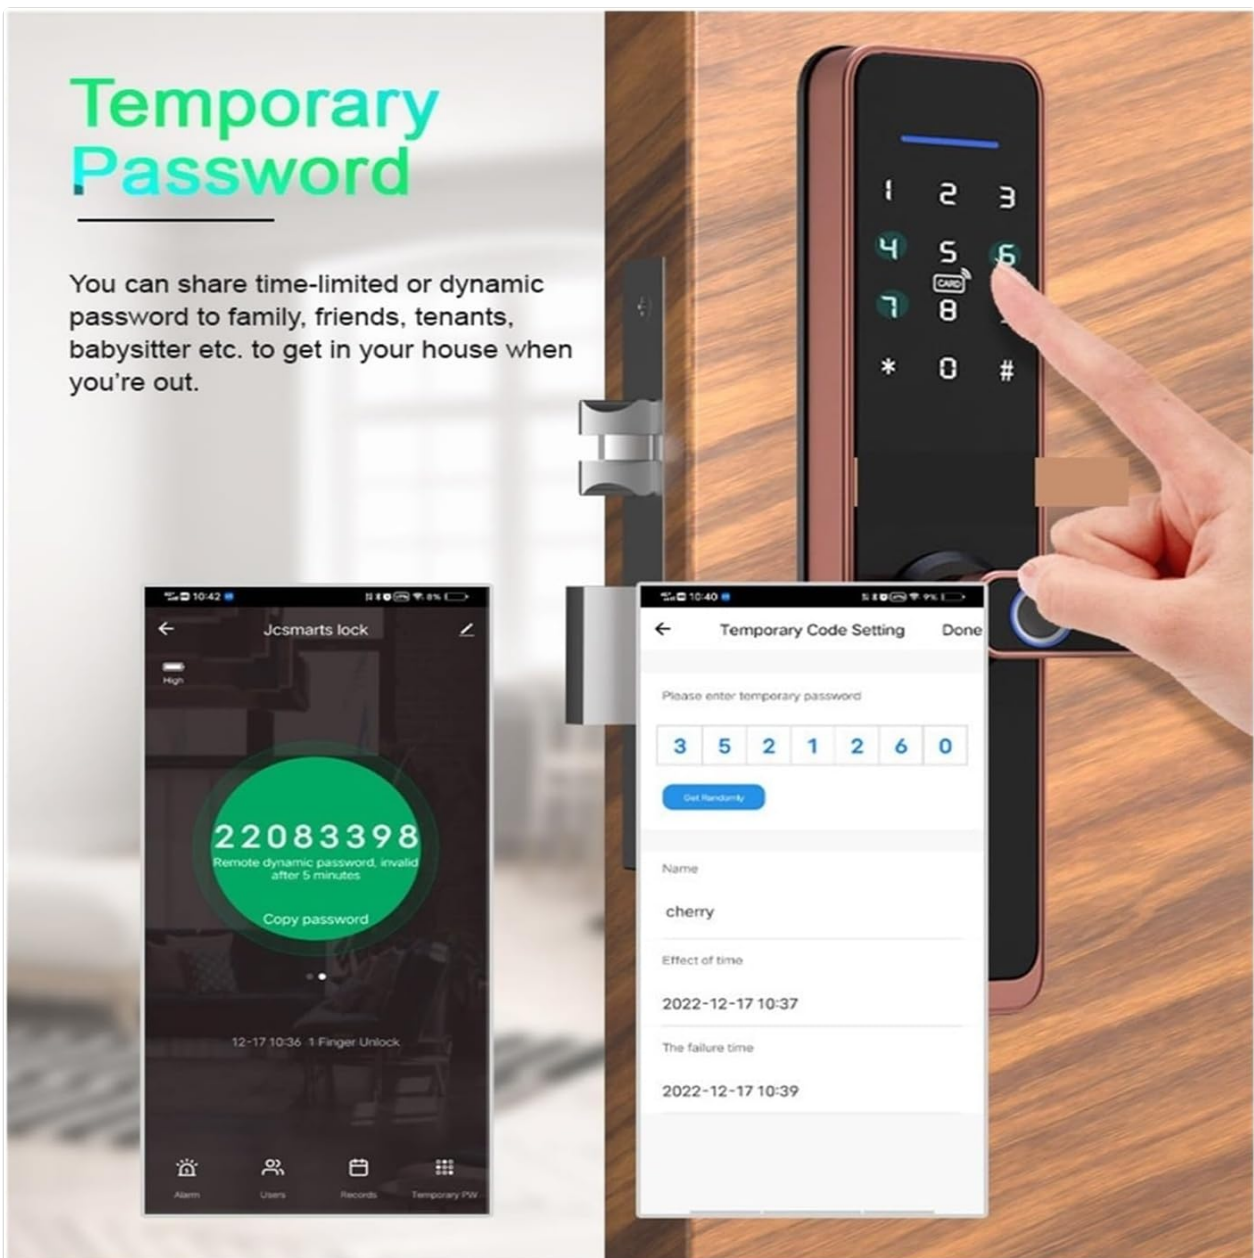 Temporary
Password
You can share time-limited or dynamic
password to family, friends, tenants,
babysitter etc. to get in your house when
you're out.
1 2 3
4 5 6
CARD
7 8
* 0 #
10:42 8%
Jcsmarts lock
High
22083398
Remote dynamic password, invalid
after 5 minutes
Copy password
12-17 10:36 1 Finger Unlock
Alarm Users Records Temporary PW
10:40 9%
Temporary Code Setting Done
Please enter temporary password
3 5 2 1 2 6 0
Get Randomly
Name
cherry
Effect of time
2022-12-17 10:37
The failure time
2022-12-17 10:39